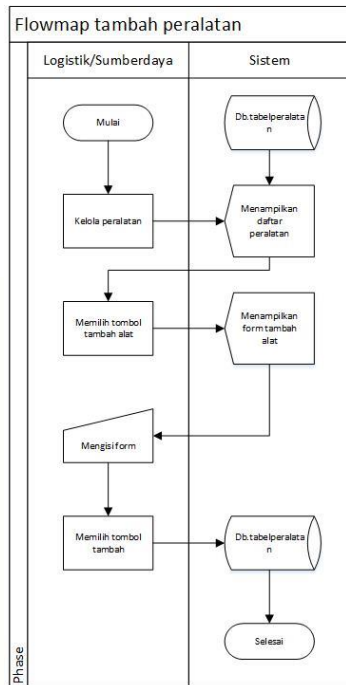 Flowmap tambah peralatan
Logistik/Sumberdaya
Sistem
Mulai
Db.tabelperalata
n
Kelola peralatan
Menampilkan
daftar
peralatan
Memilih tombol
tambah alat
Menampilkan
form tambah
alat
Mengisi form
Memilih tombol
tambah
Db.tabelperalata
n
Selesai
Phase